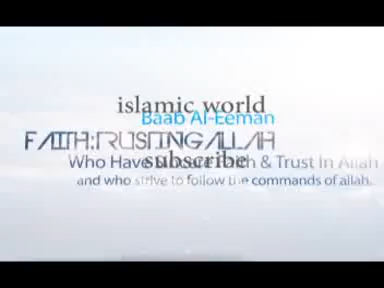 islamic world
Baab Al-Eeman
FAITH:TRUSTING ALLAH
Who Have Faith & Trust In Allah
subscribe
and who strive to follow the commands of allah.